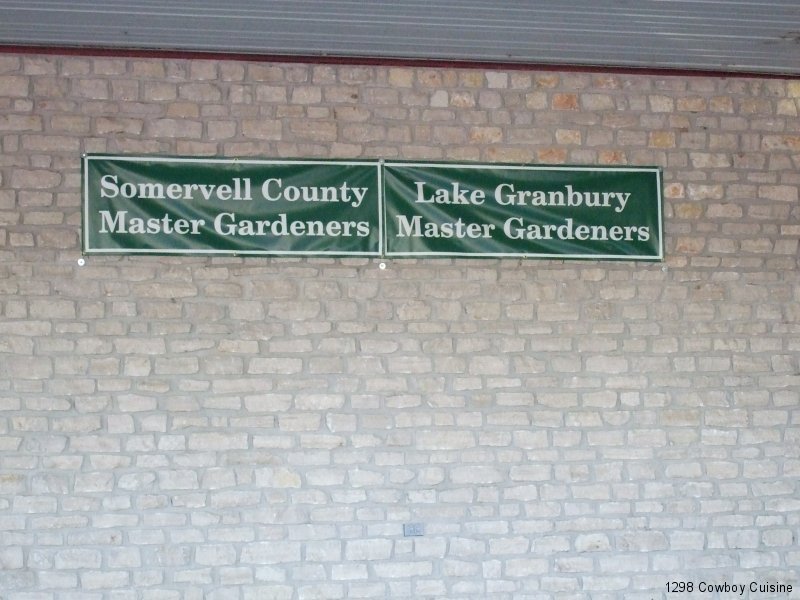 Somervell County
Master Gardeners
Lake Granbury
Master Gardeners
1298 Cowboy Cuisine